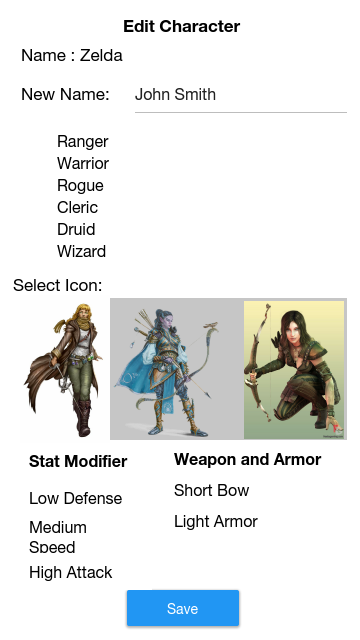 Edit Character
Name : Zelda
New Name: John Smith
Ranger
Warrior
Rogue
Cleric
Druid
Wizard
Select Icon:
Stat Modifier
Weapon and Armor
Low Defense
Short Bow
Medium
Speed
Light Armor
High Attack
Save